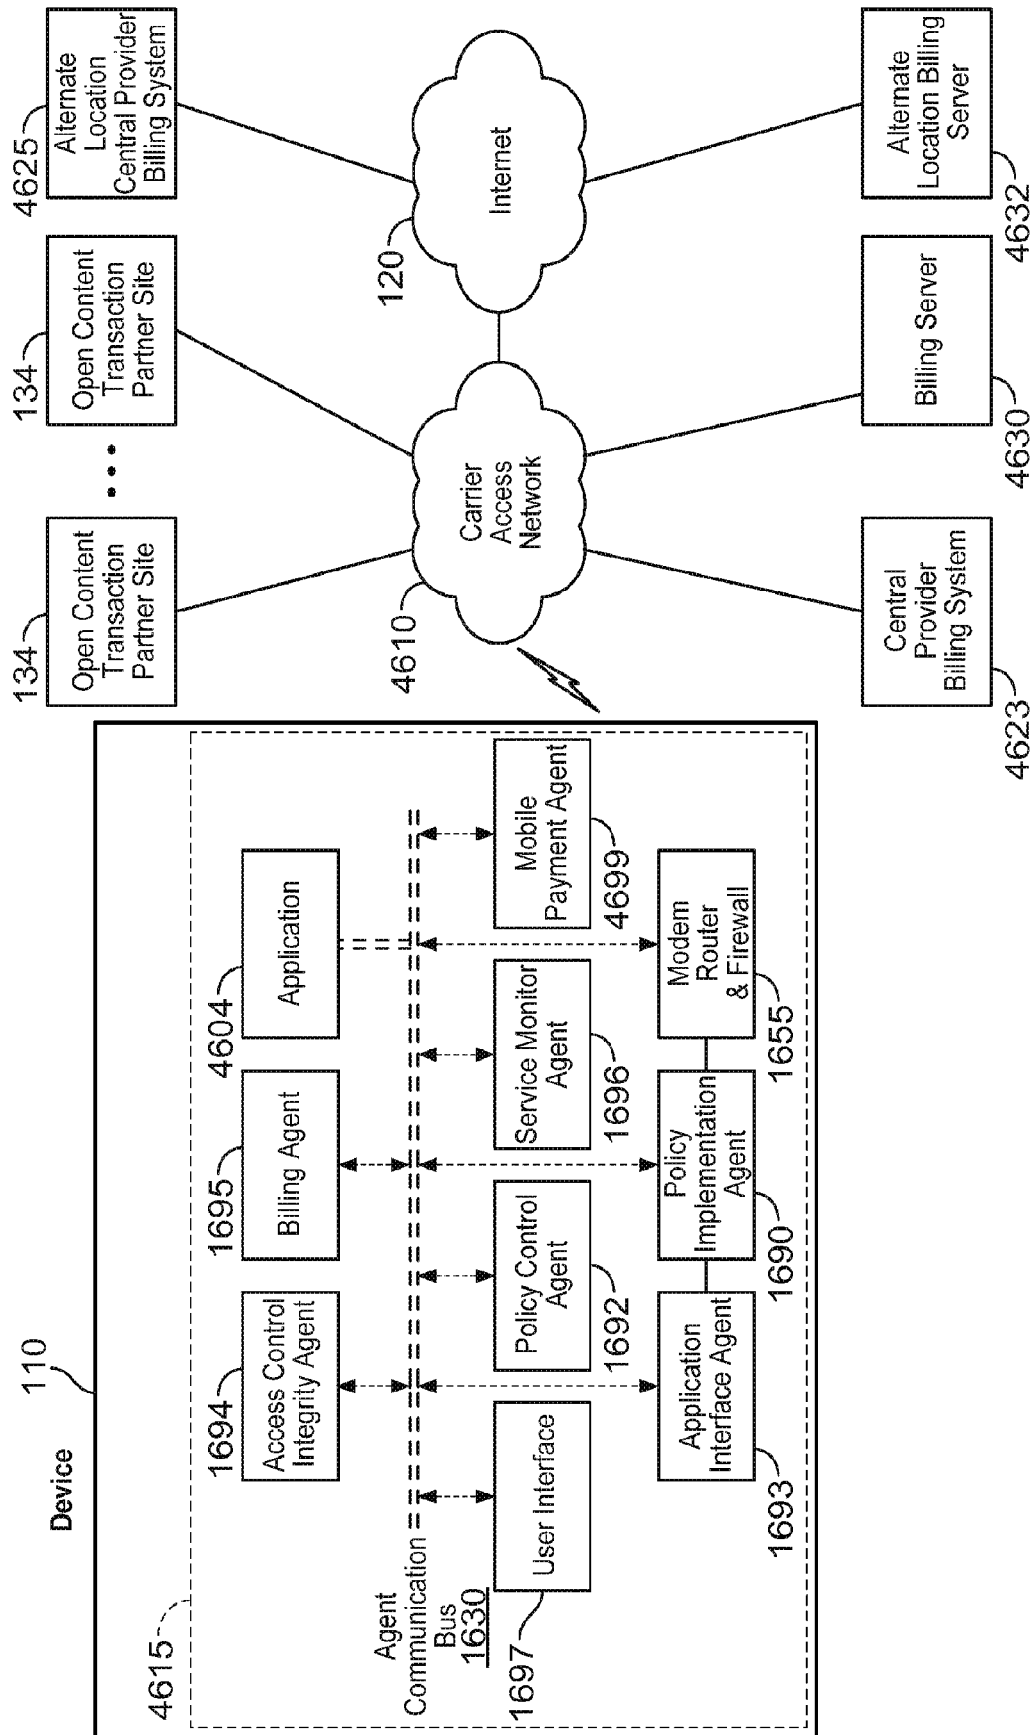 Device
110
4615
1694
Access Control
Integrity Agent
1695
Billing Agent
4604
Application
Agent
Communication
Bus
1630
1697
User Interface
Policy Control
Agent
1692
Service Monitor
Agent
1696
Mobile
Payment Agent
4699
Application
Interface Agent
1693
Policy
Implementation
Agent
1690
Modem
Router
& Firewall
1655
134
Open Content
Transaction
Partner Site
134
Open Content
Transaction
Partner Site
4625
Alternate
Location
Central Provider
Billing System
4610
Carrier
Access
Network
120
Internet
Central
Provider
Billing System
4623
Billing Server
4630
Alternate
Location Billing
Server
4632